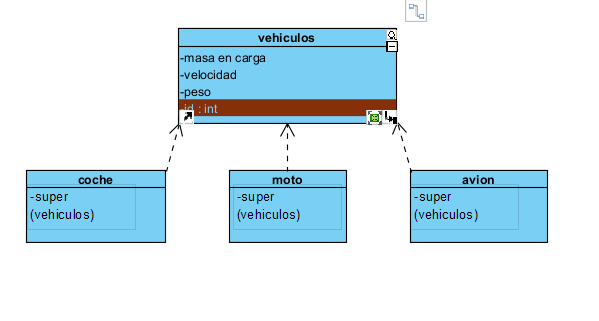 vehiculos
-masa en carga
-velocidad
-peso
-id : int
coche
-super
(vehiculos)
moto
-super
(vehiculos)
avion
-super
(vehiculos)